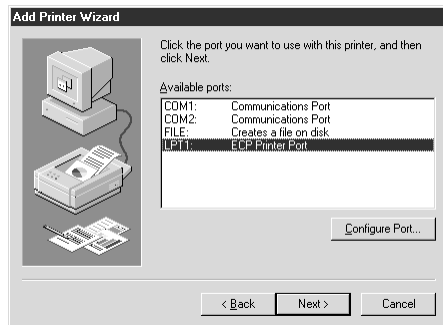 Add Printer Wizard
Click the port you want to use with this printer, and then
click Next.
Available ports:
COM1: Communications Port
COM2: Communications Port
FILE: Creates a file on disk
LPT1: ECP Printer Port
Configure Port...
< Back Next > Cancel